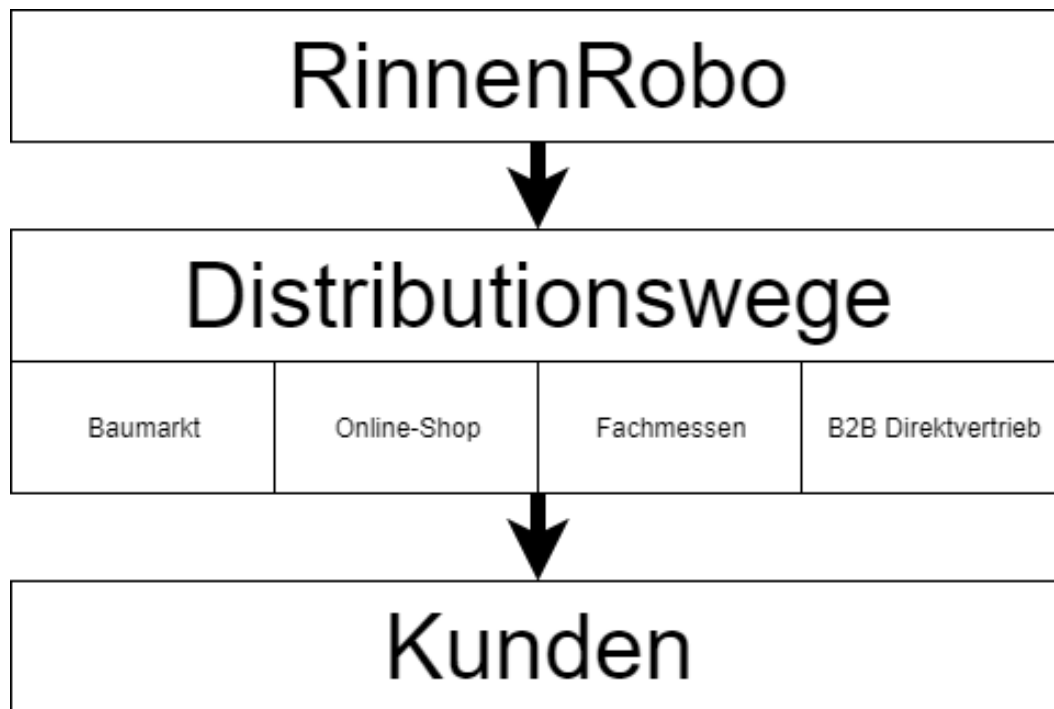 RinnenRobo
Distributionswege
Baumarkt
Online-Shop
Fachmessen
B2B Direktvertrieb
Kunden